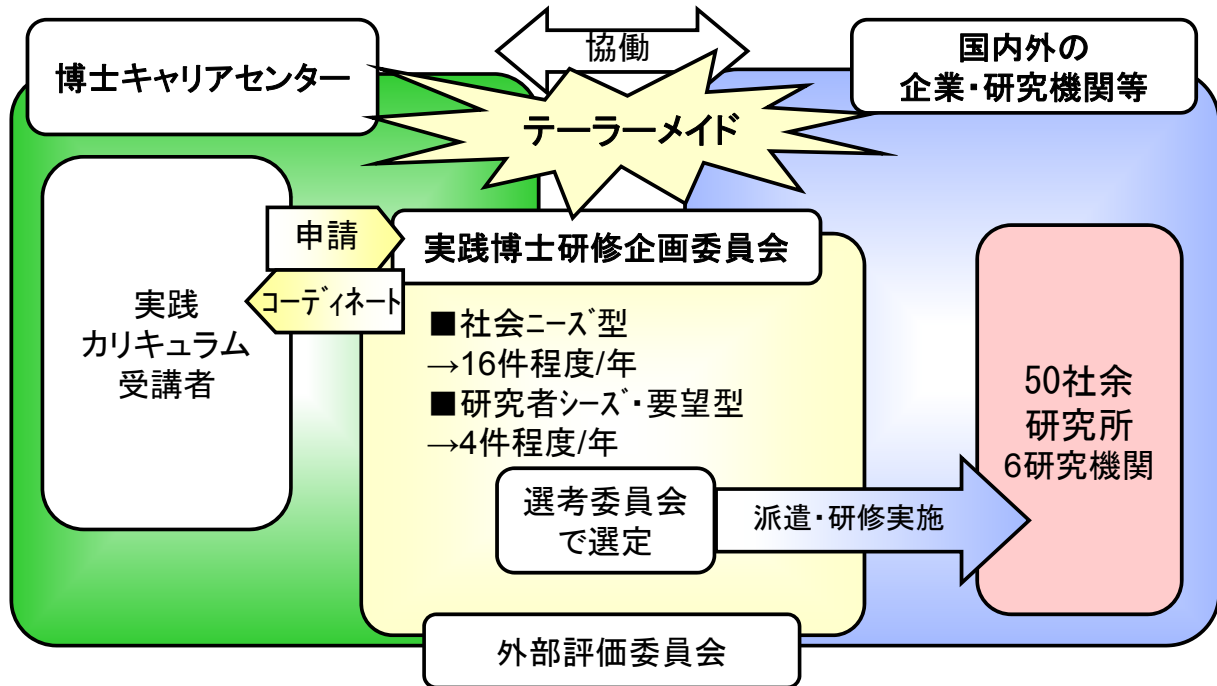 協働
博士キャリアセンター
国内外の
企業・研究機関等
テーラーメイド
申請
コーディネート
実践博士研修企画委員会
実践
カリキュラム
受講者
■社会ニーズ型
→16件程度/年
■研究者シーズ・要望型
→4件程度/年
選考委員会
で選定
派遣・研修実施
50社余
研究所
6研究機関
外部評価委員会